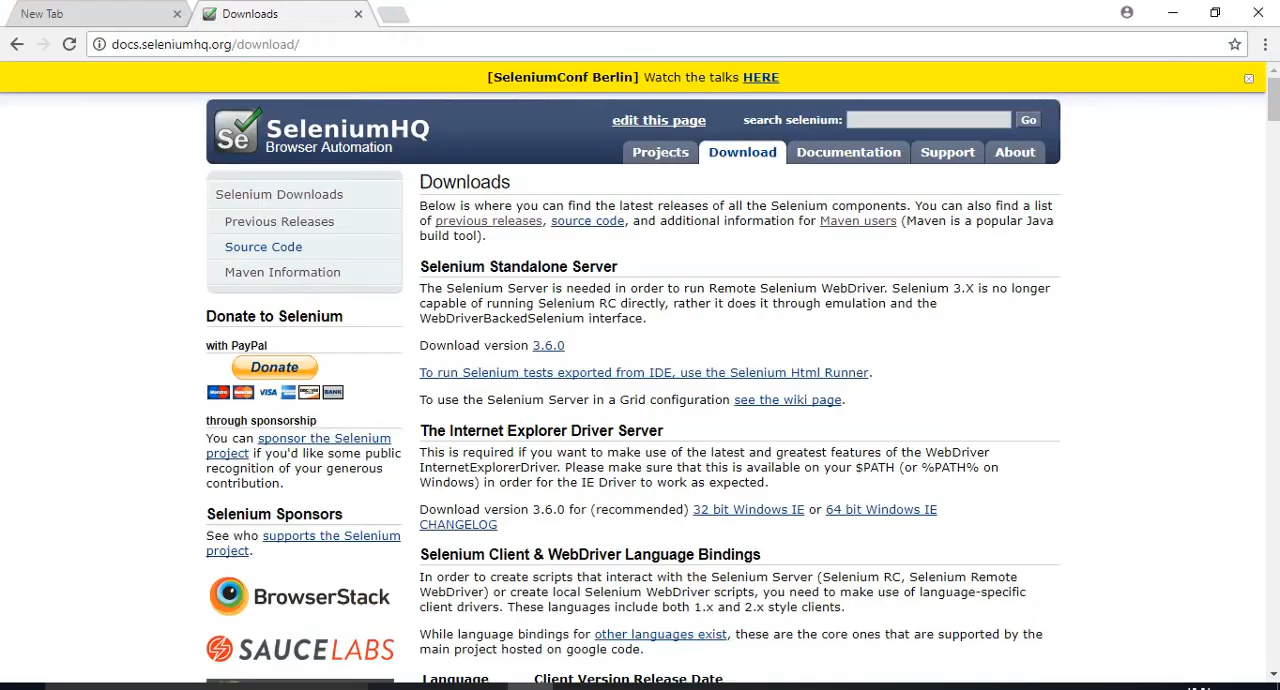 New Tab
Downloads
docs.seleniumhq.org/download/
[SeleniumConf Berlin] Watch the talks HERE
Se
SeleniumHQ
Browser Automation
edit this page
search selenium:
Go
Projects
Download
Documentation
Support
About
Selenium Downloads
Previous Releases
Source Code
Maven Information
Donate to Selenium
with PayPal
Donate
VISA
BANK
through sponsorship
You can sponsor the Selenium
project if you'd like some public
recognition of your generous
contribution.
Selenium Sponsors
See who supports the Selenium
project.
BrowserStack
SAUCELABS
Downloads
Below is where you can find the latest releases of all the Selenium components. You can also find a list
of previous releases, source code, and additional information for Maven users (Maven is a popular Java
build tool).
Selenium Standalone Server
The Selenium Server is needed in order to run Remote Selenium WebDriver. Selenium 3.X is no longer
capable of running Selenium RC directly, rather it does it through emulation and the
WebDriverBackedSelenium interface.
Download version 3.6.0
To run Selenium tests exported from IDE, use the Selenium Html Runner.
To use the Selenium Server in a Grid configuration see the wiki page.
The Internet Explorer Driver Server
This is required if you want to make use of the latest and greatest features of the WebDriver
InternetExplorerDriver. Please make sure that this is available on your $PATH (or %PATH% on
Windows) in order for the IE Driver to work as expected.
Download version 3.6.0 for (recommended) 32 bit Windows IE or 64 bit Windows IE
CHANGELOG
Selenium Client & WebDriver Language Bindings
In order to create scripts that interact with the Selenium Server (Selenium RC, Selenium Remote
WebDriver) or create local Selenium WebDriver scripts, you need to make use of language-specific
client drivers. These languages include both 1.x and 2.x style clients.
While language bindings for other languages exist, these are the core ones that are supported by the
main project hosted on google code.
Language Client Version Release Date